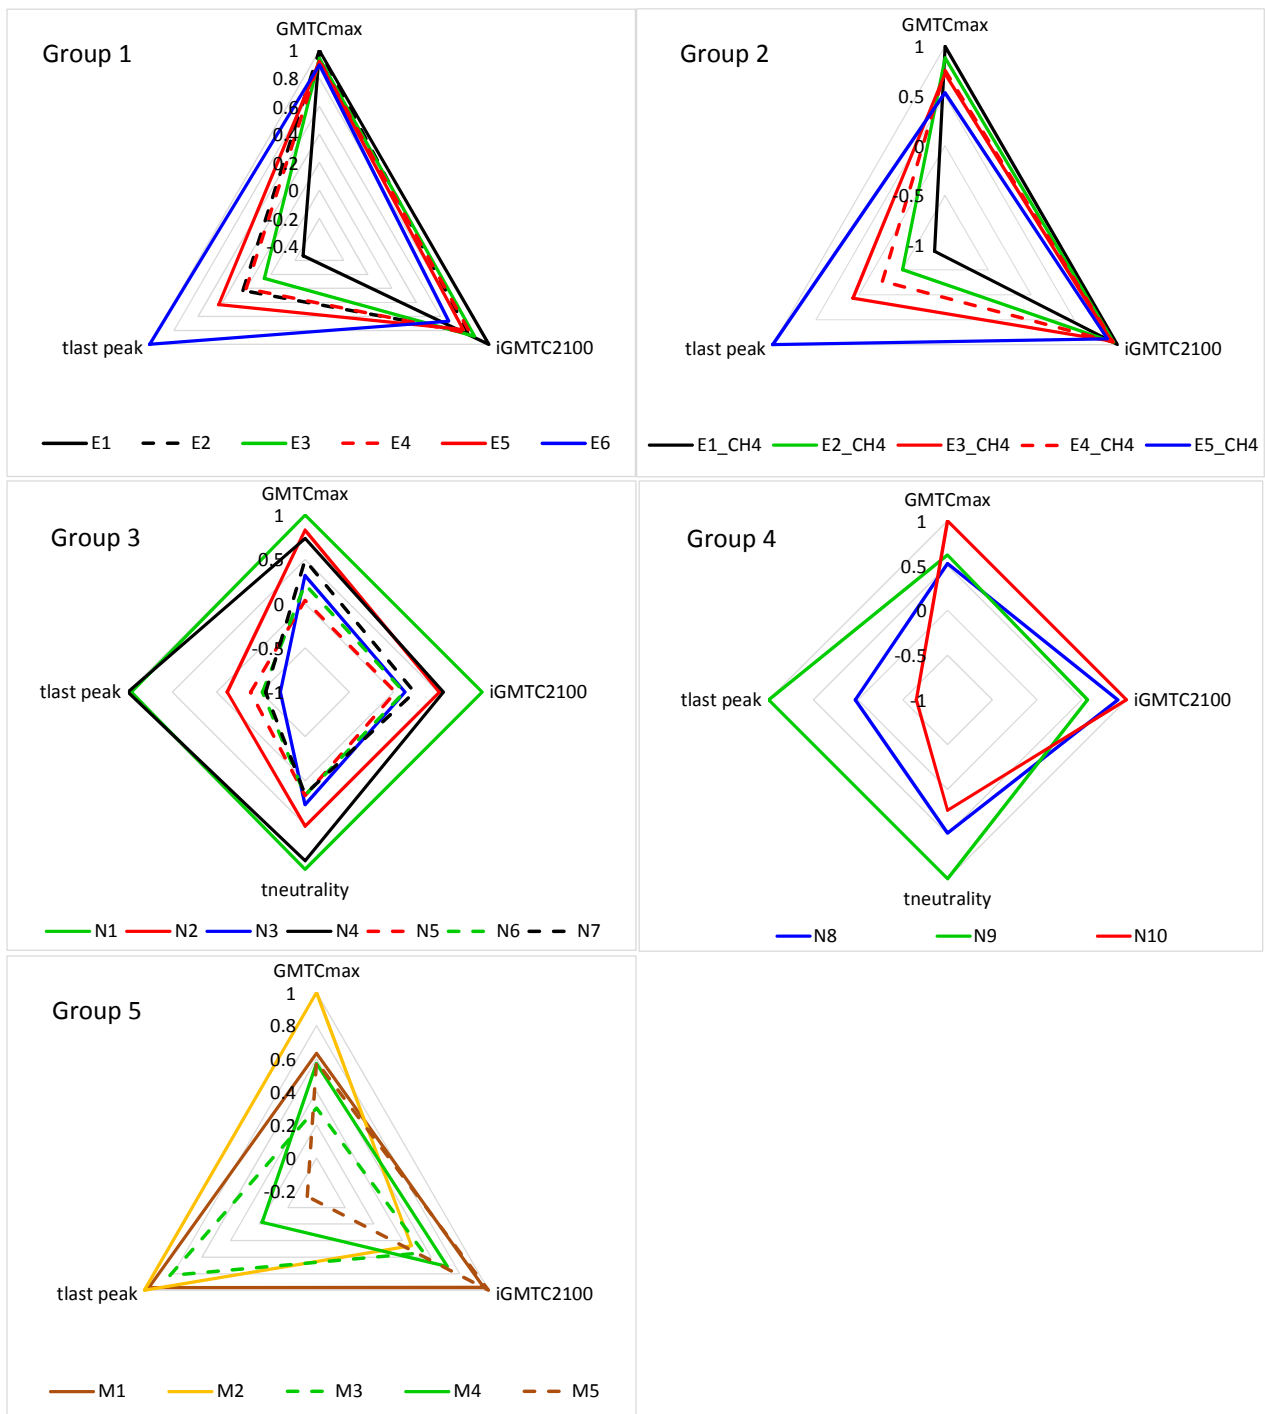 Group 1
GMTCmax
1
0.8
0.6
0.4
0.2
0
-0.2
-0.4
tlast peak
iGMTC2100
E1 E2 E3 E4 E5 E6
Group 2
GMTCmax
1
0.5
0
-0.5
-1
tlast peak
iGMTC2100
E1_CH4 E2_CH4 E3_CH4 E4_CH4 E5_CH4
Group 3
GMTCmax
1
0.5
0
-0.5
-1
tlast peak
iGMTC2100
tneutrality
N1 N2 N3 N4 N5 N6 N7
Group 4
GMTCmax
1
0.5
0
-0.5
-1
tlast peak
iGMTC2100
tneutrality
N8 N9 N10
Group 5
GMTCmax
1
0.8
0.6
0.4
0.2
0
-0.2
tlast peak
iGMTC2100
M1 M2 M3 M4 M5